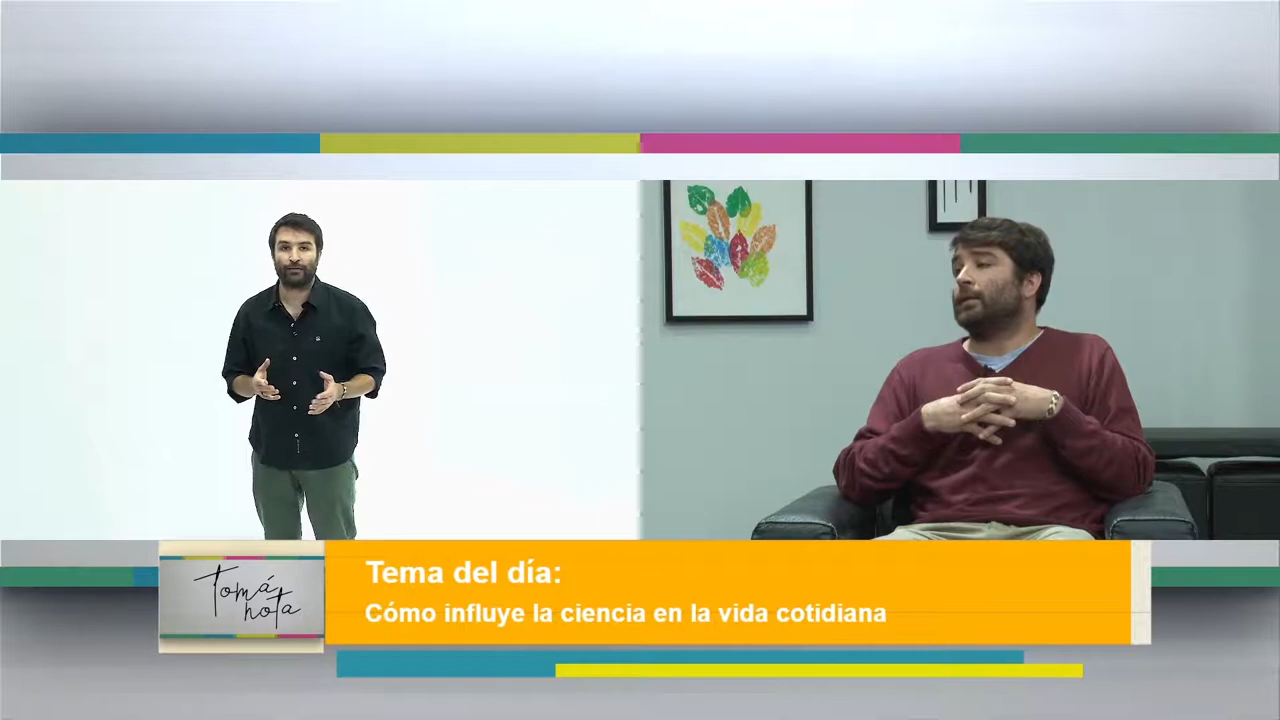 Tema del día:
Cómo influye la ciencia en la vida cotidiana
Tomá
nota